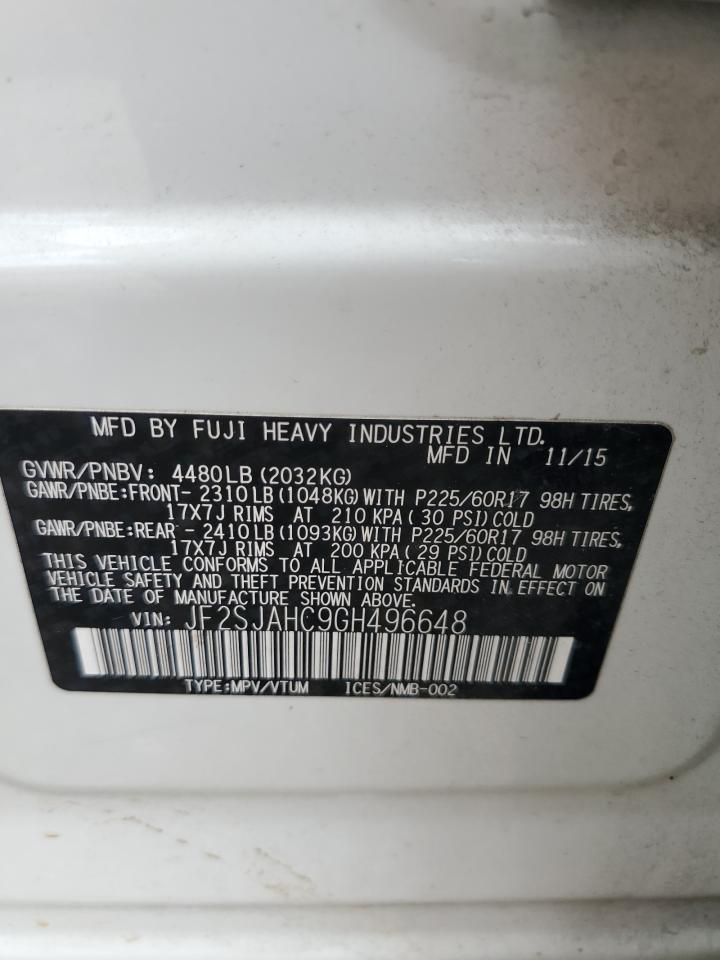 MFD BY FUJI HEAVY INDUSTRIES LTD.
MFD IN 11/15
GVWR/PNBV: 4480LB (2032KG)
GAWR/PNBE:FRONT- 2310LB (1048KG) WITH P225/60R17 98H TIRES,
17X7J RIMS AT 210 KPA (30 PSI) COLD
GAWR/PNBE:REAR - 2410LB (1093KG) WITH P225/60R17 98H TIRES,
17X7J RIMS AT 200 KPA (29 PSI) COLD
THIS VEHICLE CONFORMS TO ALL APPLICABLE FEDERAL MOTOR
VEHICLE SAFETY AND THEFT PREVENTION STANDARDS IN EFFECT ON
THE DATE OF MANUFACTURE SHOWN ABOVE.
VIN: JF2SJAHC9GH496648
TYPE:MPV/VTUM ICES/NMB-002